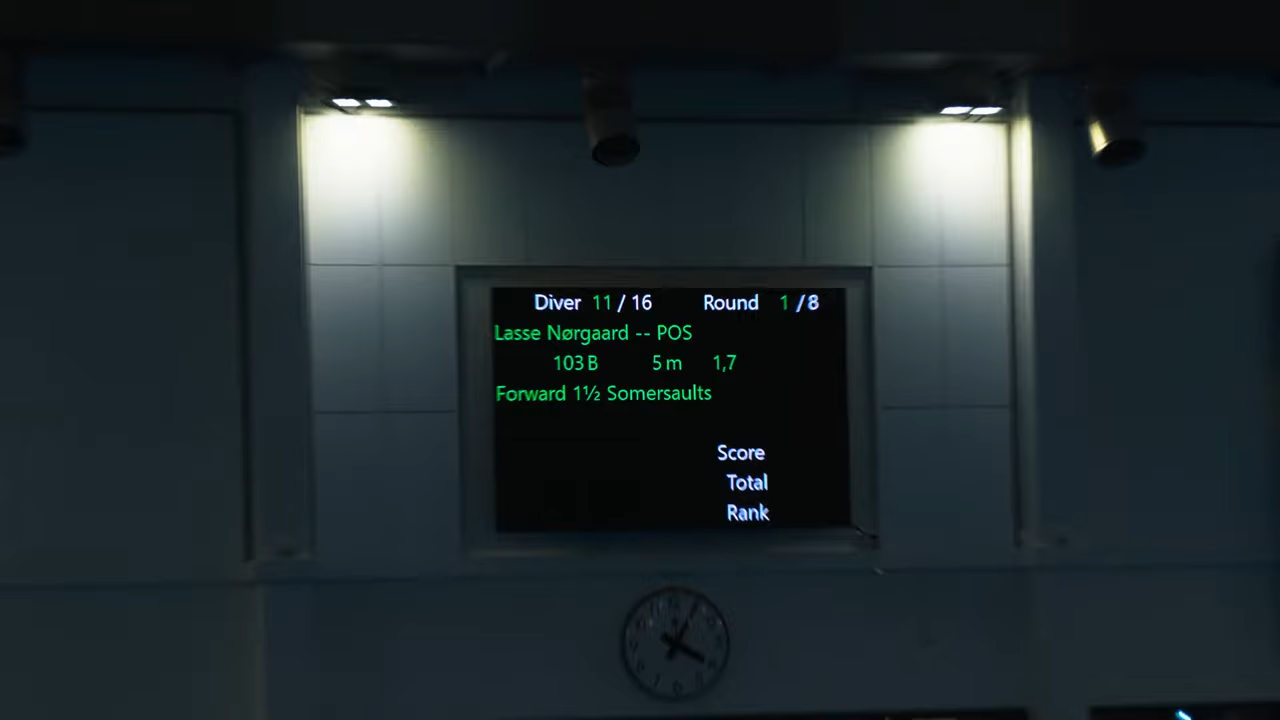 Diver 11 / 16 Round 1 / 8
Lasse Nørgaard -- POS
103 B 5 m 1,7
Forward 1½ Somersaults
Score
Total
Rank